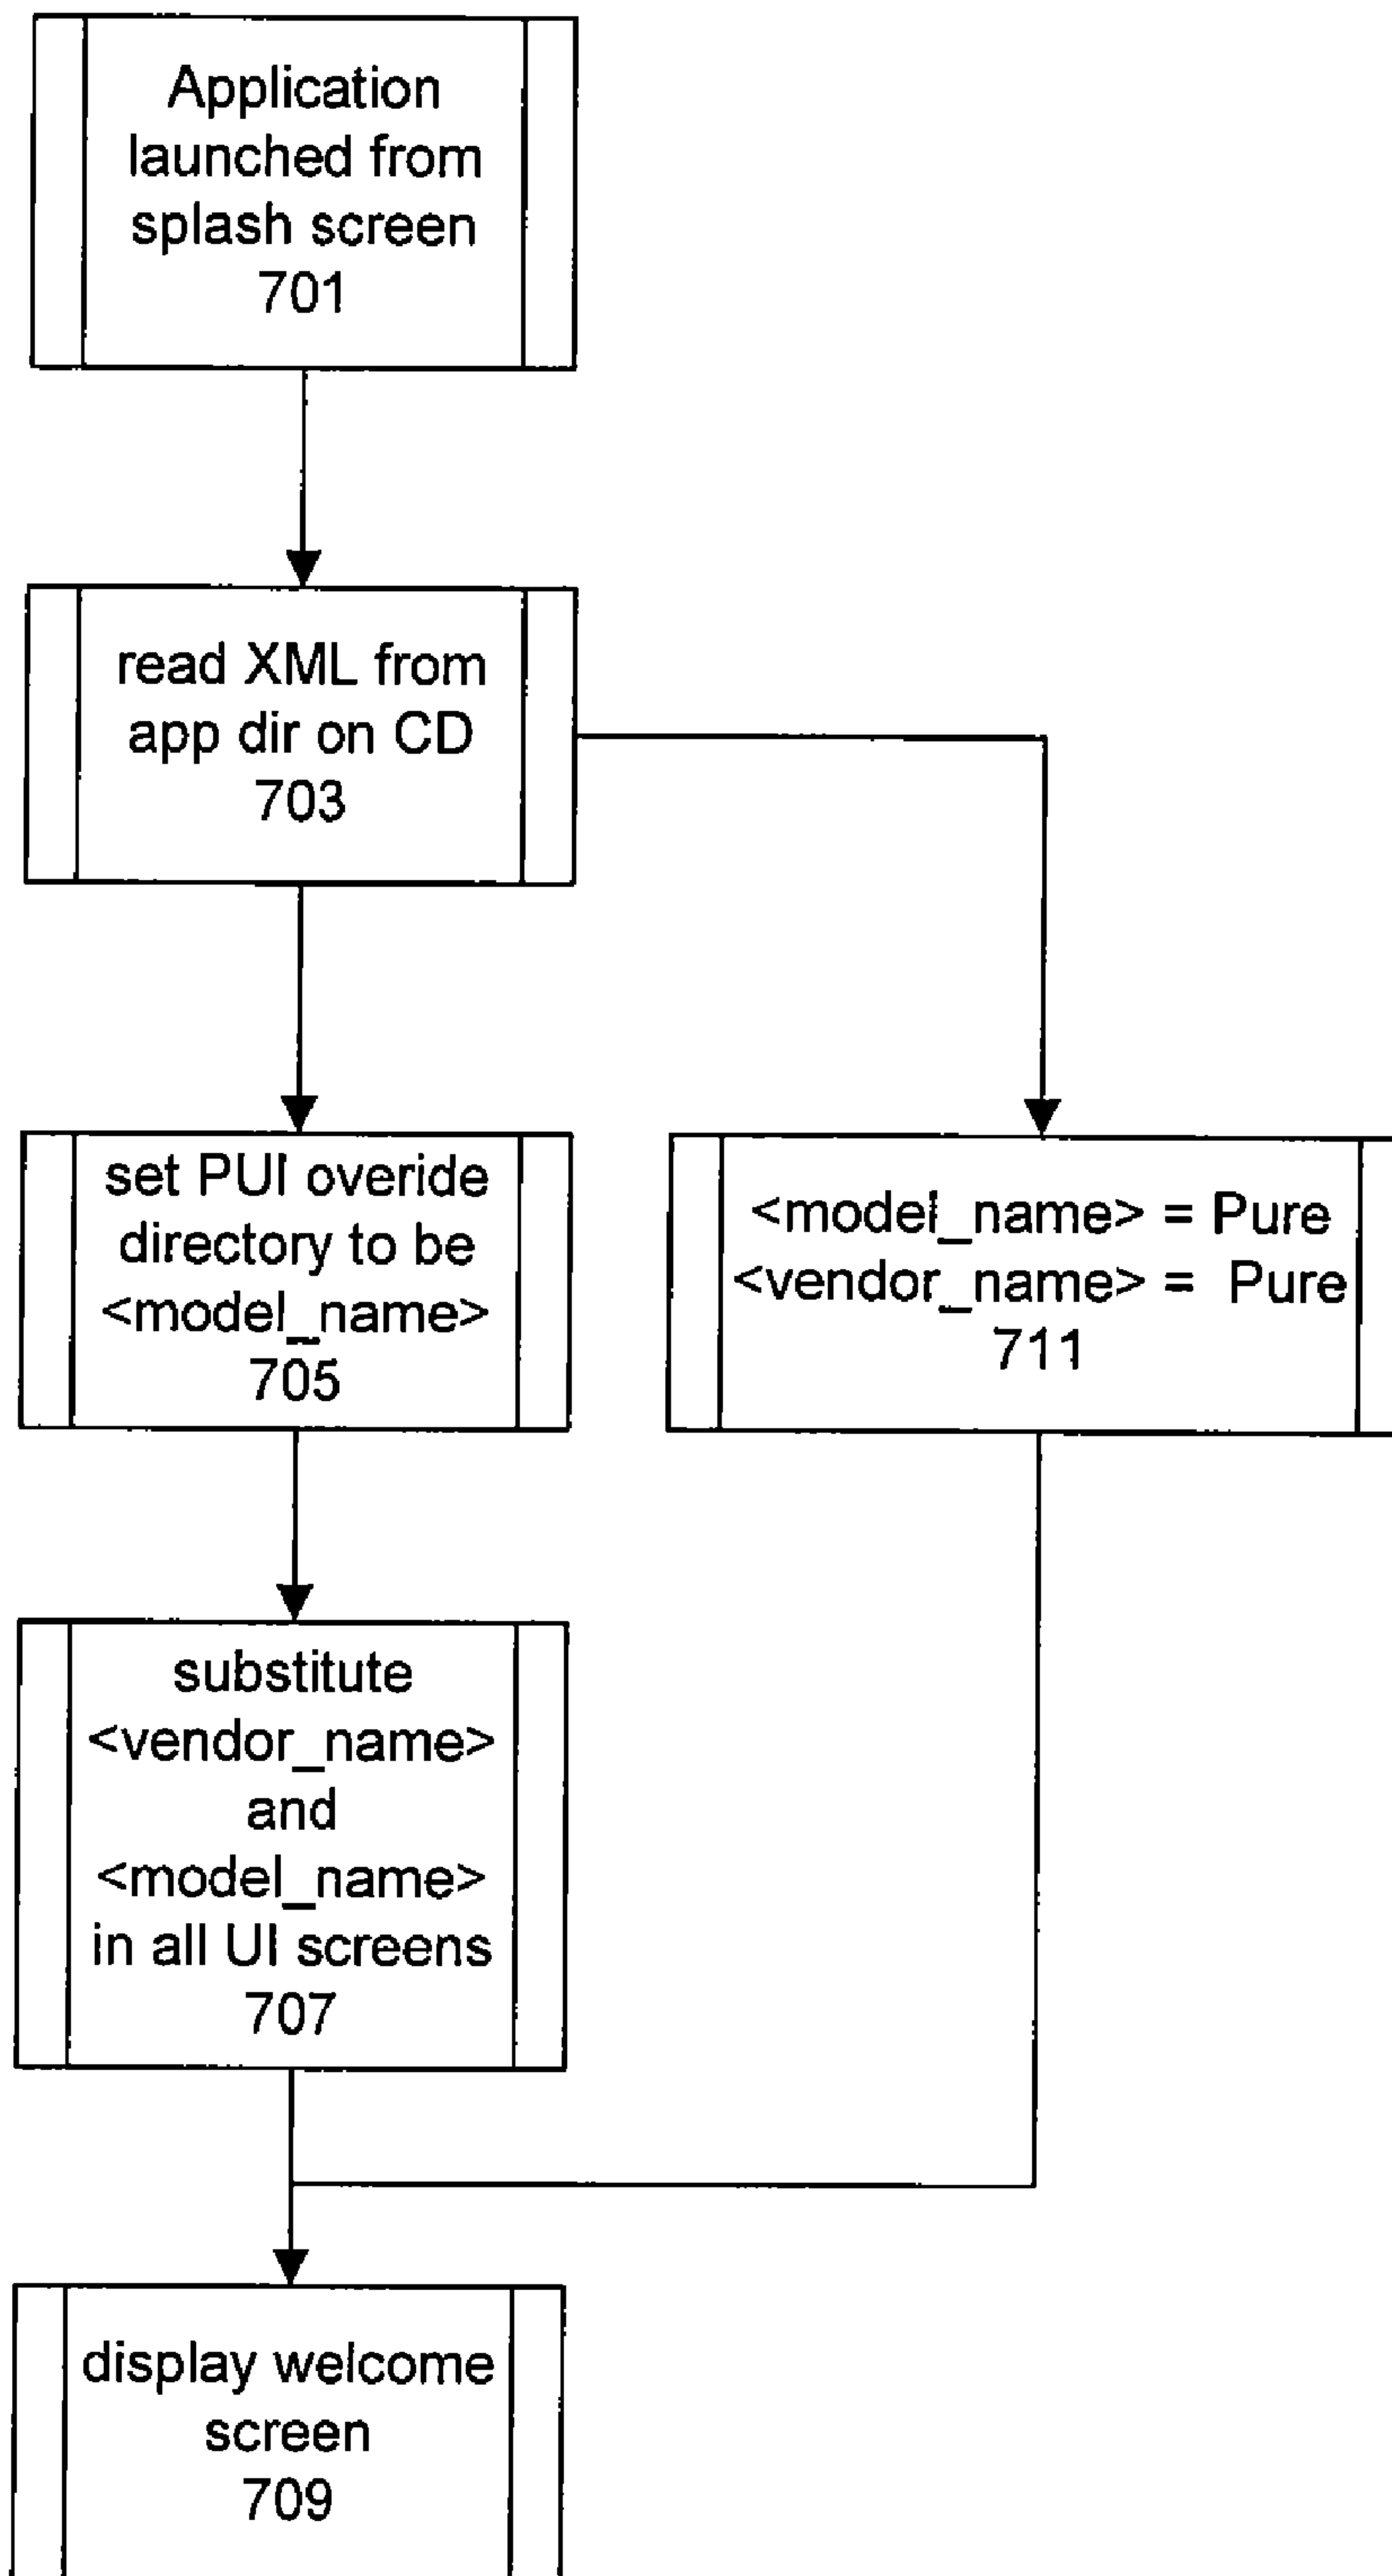 Application
launched from
splash screen
701
read XML from
app dir on CD
703
set PUI overide
directory to be
<model_name>
705
<model_name> = Pure
<vendor_name> = Pure
711
substitute
<vendor_name>
and
<model_name>
in all UI screens
707
display welcome
screen
709